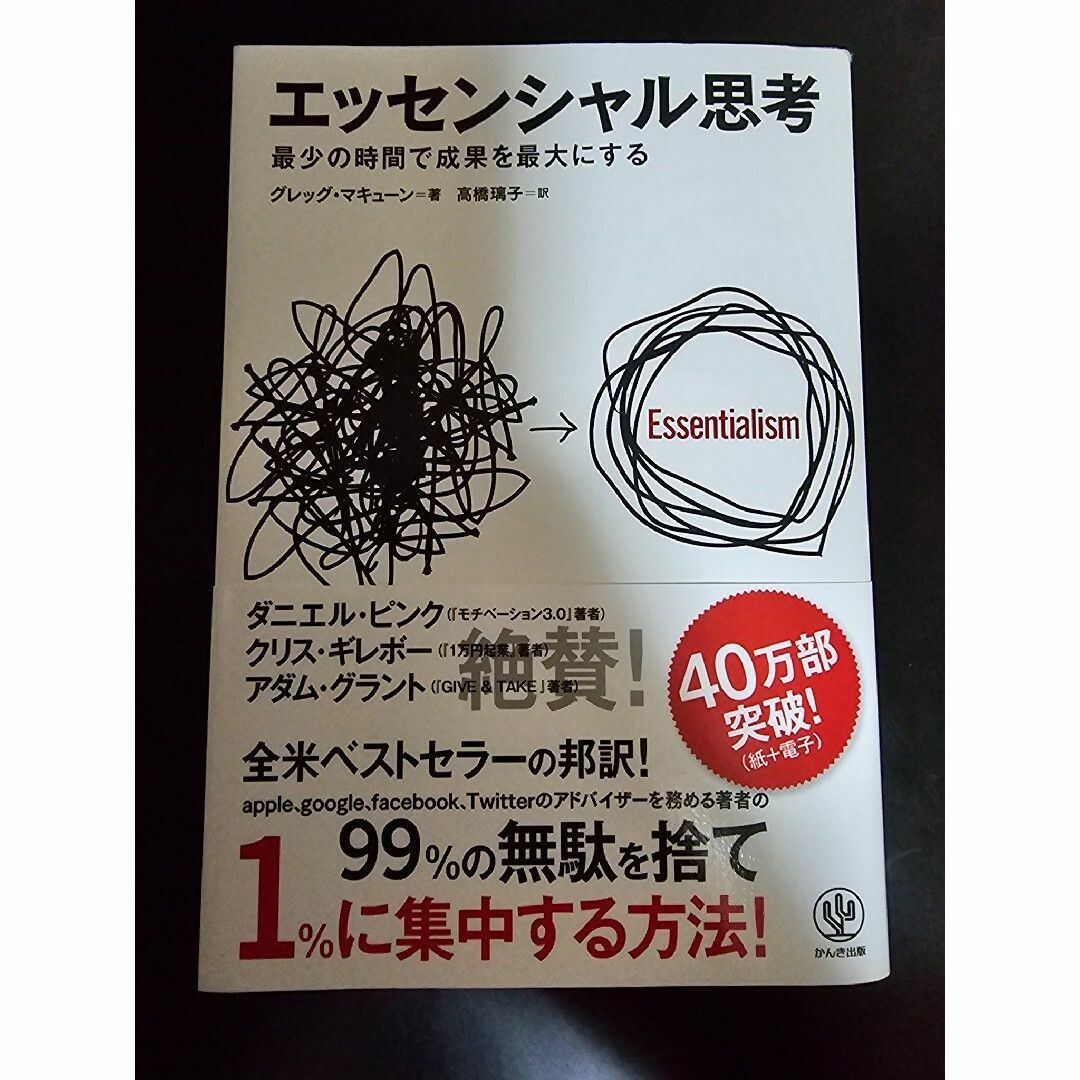 エッセンシャル思考
最少の時間で成果を最大にする
グレッグ・マキューン＝著　高橋璃子＝訳
Essentialism
ダニエル・ピンク（『モチベーション3.0』著者）
クリス・ギレボー（『1万円起業』著者）
アダム・グラント（『GIVE & TAKE』著者）
絶賛！
40万部
突破！
（紙＋電子）
全米ベストセラーの邦訳！
apple、google、facebook、Twitterのアドバイザーを務める著者の
99％の無駄を捨て
1％に集中する方法！
かんき出版